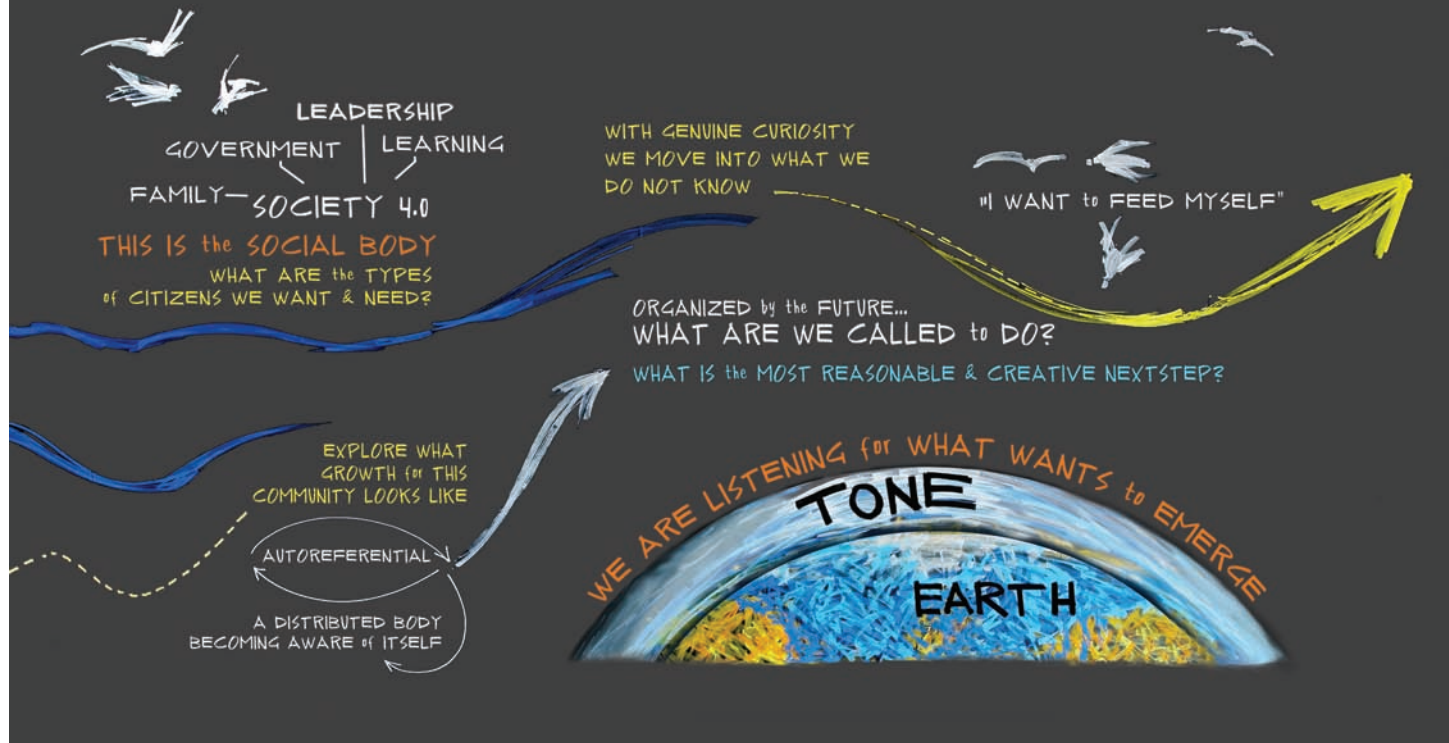 LEADERSHIP
GOVERNMENT
LEARNING
FAMILY
SOCIETY 4.0
THIS IS the SOCIAL BODY
WHAT ARE the TYPES
of CITIZENS WE WANT & NEED?
WITH GENUINE CURIOSITY
WE MOVE INTO WHAT WE
DO NOT KNOW
"I WANT to FEED MYSELF"
ORGANIZED by the FUTURE...
WHAT ARE WE CALLED to DO?
WHAT IS the MOST REASONABLE & CREATIVE NEXTSTEP?
EXPLORE WHAT
GROWTH for THIS
COMMUNITY LOOKS LIKE
AUTOREFERENTIAL
A DISTRIBUTED BODY
BECOMING AWARE of ITSELF
WE ARE LISTENING for WHAT WANTS to EMERGE
TONE
EARTH